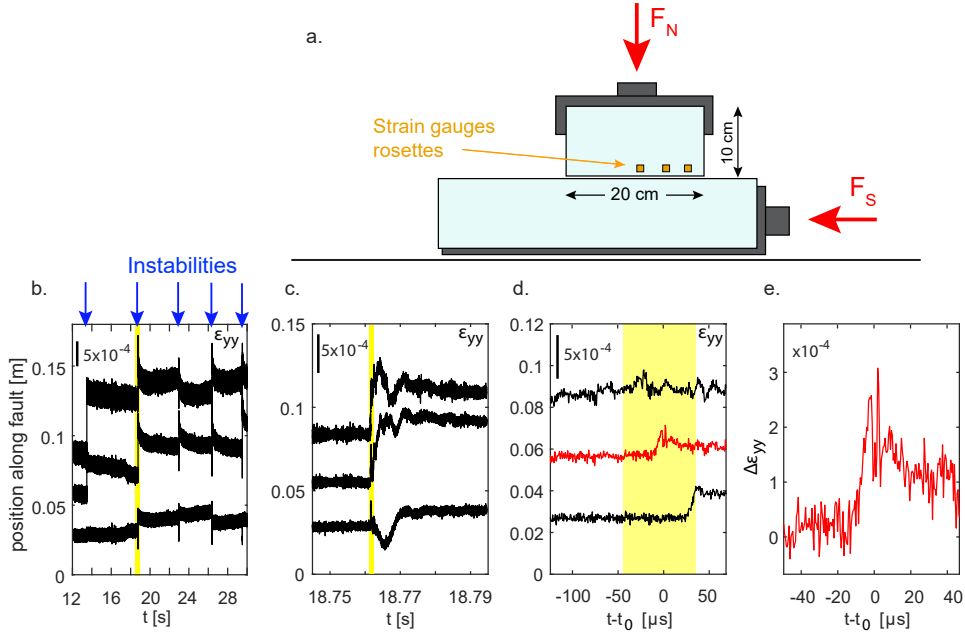 a.
F_N
Strain gauges
rosettes
10 cm
20 cm
F_S
Instabilities
b.
ε_yy
5x10⁻⁴
position along fault [m]
0.15
0.1
0.05
0
12 16 20 24 28
t [s]
c.
ε_yy
5x10⁻⁴
0.15
0.1
0.05
0
18.75 18.77 18.79
t [s]
d.
ε_yy
5x10⁻⁴
0.12
0.1
0.08
0.06
0.04
0.02
0
-100 -50 0 50
t-t₀ [µs]
e.
x10⁻⁴
Δε_yy
4
3
2
1
0
-40 -20 0 20 40
t-t₀ [µs]